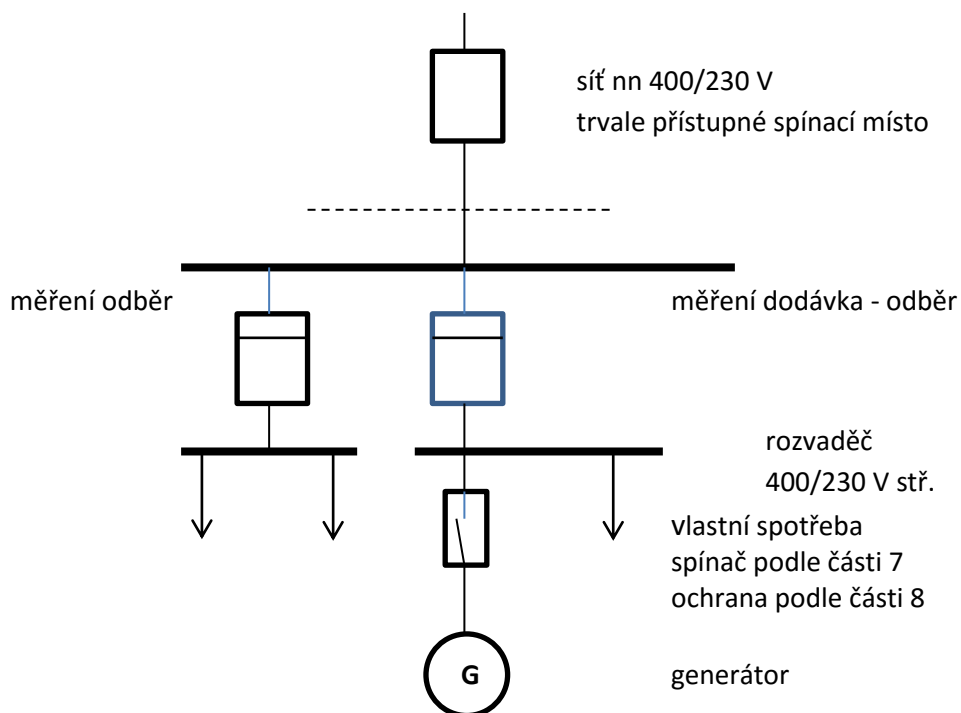 síť nn 400/230 V
trvale přístupné spínací místo
měření odběr
měření dodávka - odběr
rozvaděč
400/230 V stř.
vlastní spotřeba
spínač podle části 7
ochrana podle části 8
G
generátor